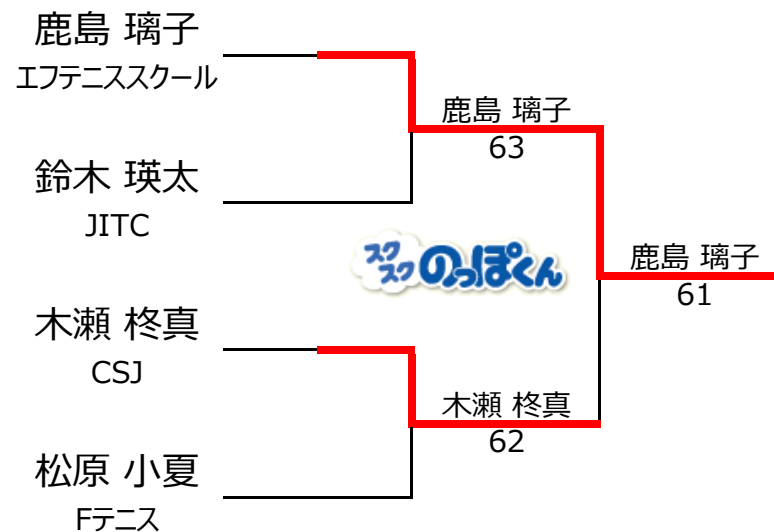 鹿島 璃子
エフテニススクール
鹿島 璃子
63
鈴木 瑛太
JITC
スクスク のっぽくん
鹿島 璃子
61
木瀬 柊真
CSJ
木瀬 柊真
62
松原 小夏
Fテニス